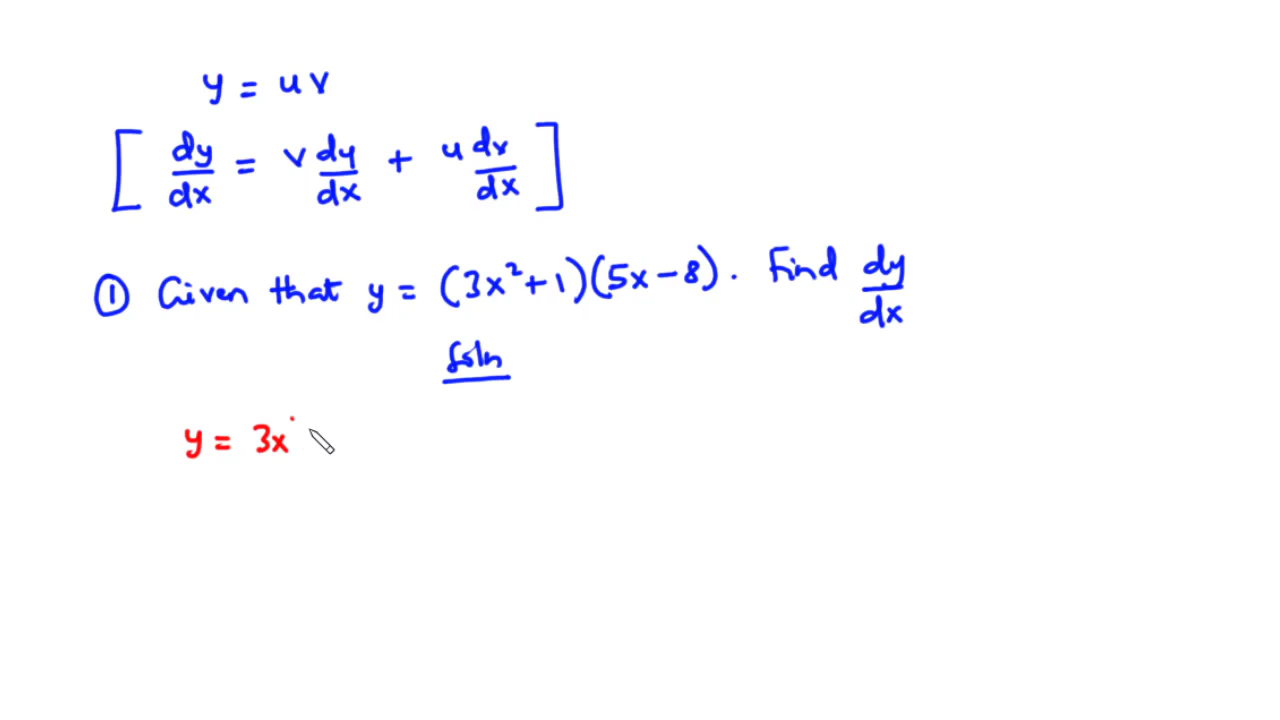 y = uv
[ dy/dx = v dy/dx + u dv/dx ]
① Given that y = (3x²+1)(5x-8). Find dy/dx
Soln
y = 3x